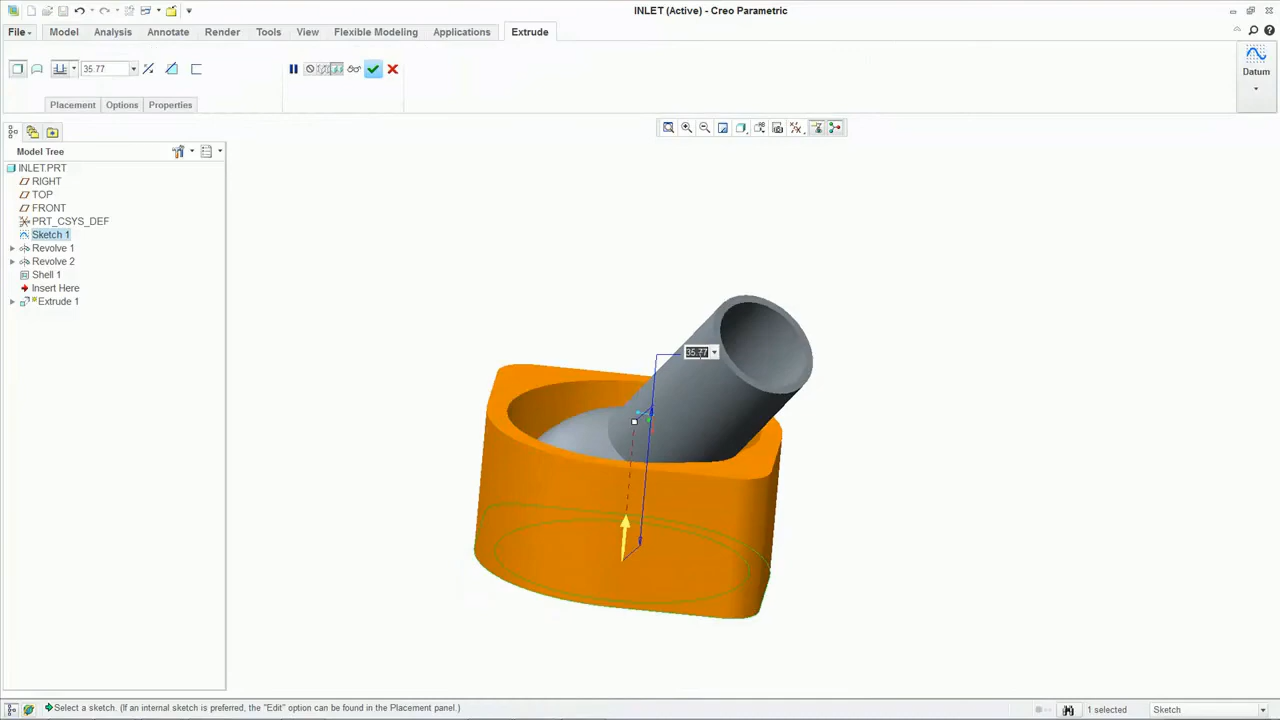 INLET (Active) - Creo Parametric
File
Model
Analysis
Annotate
Render
Tools
View
Flexible Modeling
Applications
Extrude
35.77
Datum
Placement
Options
Properties
Model Tree
INLET.PRT
RIGHT
TOP
FRONT
PRT_CSYS_DEF
Sketch 1
Revolve 1
Revolve 2
Shell 1
Insert Here
Extrude 1
35.77
Select a sketch. (If an internal sketch is preferred, the "Edit" option can be found in the Placement panel.)
1 selected
Sketch